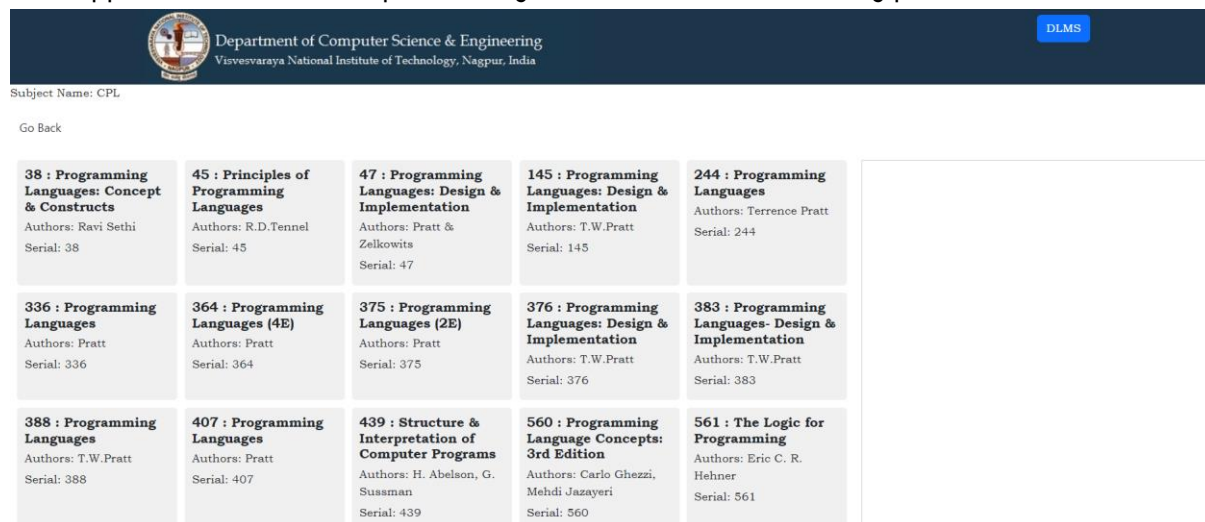 DLMS
Department of Computer Science & Engineering
Visvesvaraya National Institute of Technology, Nagpur, India
Subject Name: CPL
Go Back
38 : Programming
Languages: Concept
& Constructs
Authors: Ravi Sethi
Serial: 38
45 : Principles of
Programming
Languages
Authors: R.D.Tennel
Serial: 45
47 : Programming
Languages: Design &
Implementation
Authors: Pratt &
Zelkowits
Serial: 47
145 : Programming
Languages: Design &
Implementation
Authors: T.W.Pratt
Serial: 145
244 : Programming
Languages
Authors: Terrence Pratt
Serial: 244
336 : Programming
Languages
Authors: Pratt
Serial: 336
364 : Programming
Languages (4E)
Authors: Pratt
Serial: 364
375 : Programming
Languages (2E)
Authors: Pratt
Serial: 375
376 : Programming
Languages: Design &
Implementation
Authors: T.W.Pratt
Serial: 376
383 : Programming
Languages- Design &
Implementation
Authors: T.W.Pratt
Serial: 383
388 : Programming
Languages
Authors: T.W.Pratt
Serial: 388
407 : Programming
Languages
Authors: Pratt
Serial: 407
439 : Structure &
Interpretation of
Computer Programs
Authors: H. Abelson, G.
Sussman
Serial: 439
560 : Programming
Language Concepts:
3rd Edition
Authors: Carlo Ghezzi,
Mehdi Jazayeri
Serial: 560
561 : The Logic for
Programming
Authors: Eric C. R.
Hehner
Serial: 561